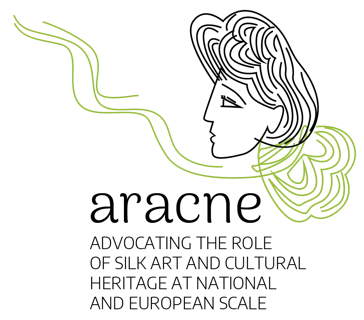 aracne
ADVOCATING THE ROLE
OF SILK ART AND CULTURAL
HERITAGE AT NATIONAL
AND EUROPEAN SCALE